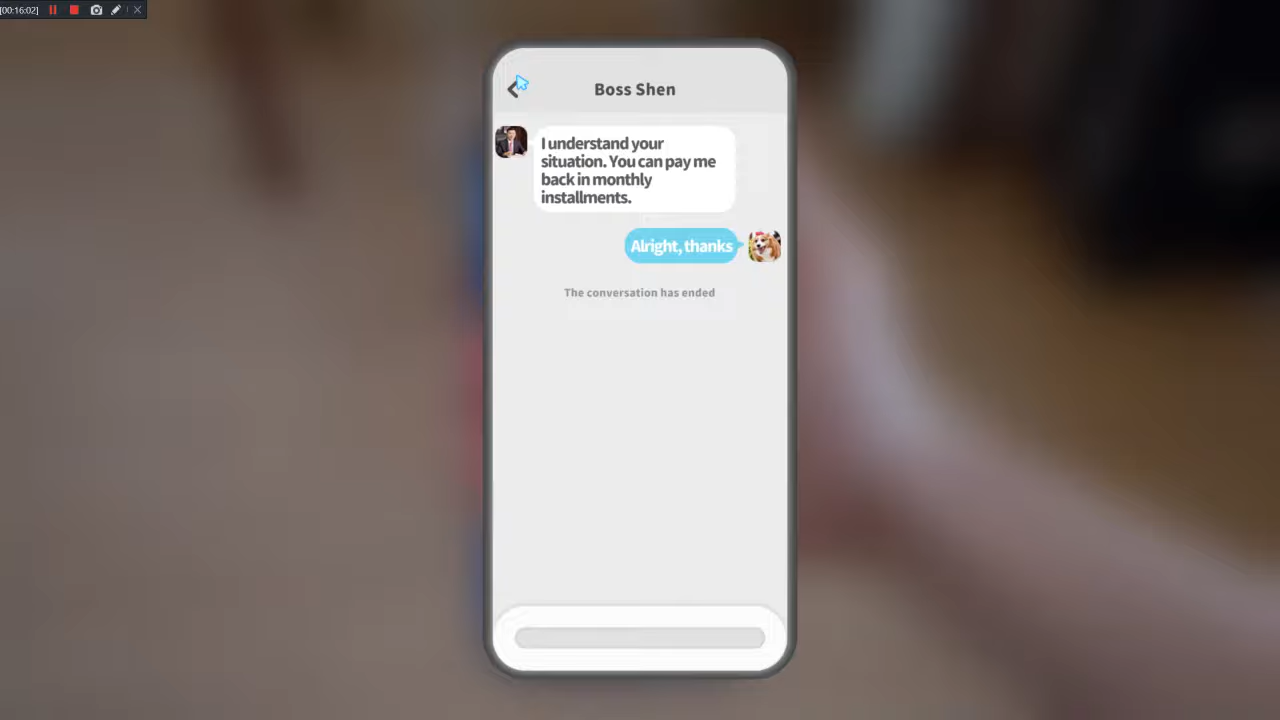 [00:16:02]
Boss Shen
I understand your
situation. You can pay me
back in monthly
installments.
Alright, thanks
The conversation has ended